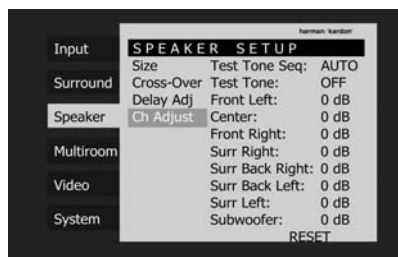 harman/kardon
Input
Surround
Speaker
Multiroom
Video
System
SPEAKER SETUP
Size
Cross-Over
Delay Adj
Ch Adjust
Test Tone Seq: AUTO
Test Tone: OFF
Front Left: 0 dB
Center: 0 dB
Front Right: 0 dB
Surr Right: 0 dB
Surr Back Right: 0 dB
Surr Back Left: 0 dB
Surr Left: 0 dB
Subwoofer: 0 dB
RESET